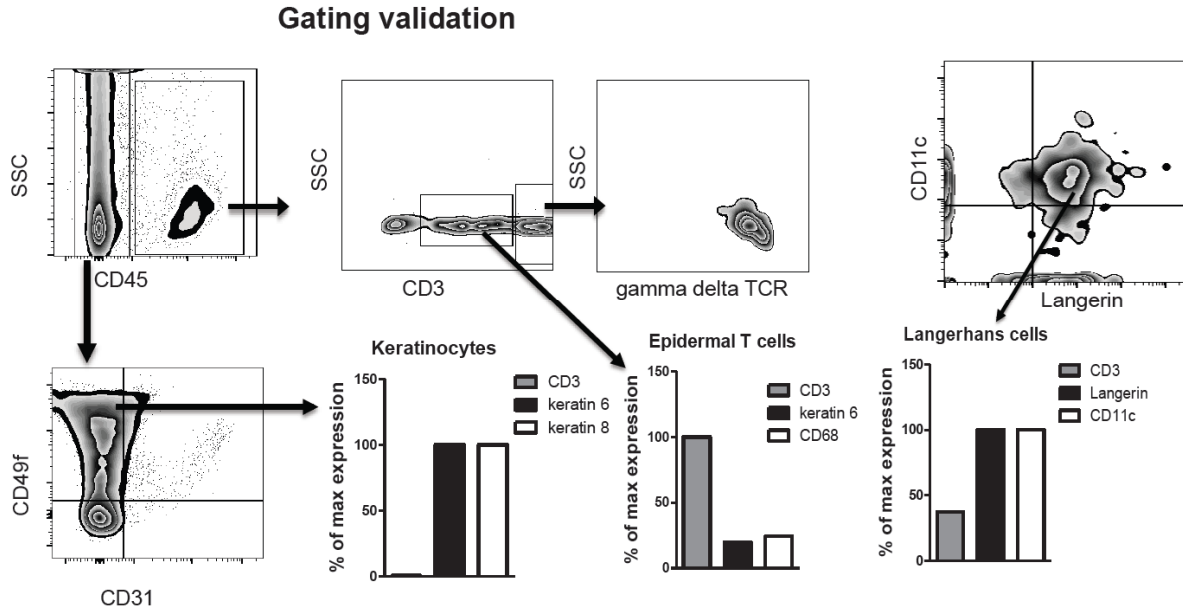 Gating validation
SSC
CD45
SSC
CD3
SSC
gamma delta TCR
CD11c
Langerin
CD49f
CD31
Keratinocytes
% of max expression
150
100
50
0
CD3
keratin 6
keratin 8
Epidermal T cells
% of max expression
150
100
50
0
CD3
keratin 6
CD68
Langerhans cells
% of max expression
150
100
50
0
CD3
Langerin
CD11c